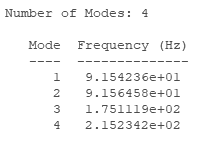 Number of Modes: 4
Mode Frequency (Hz)
---- --------------
1 9.154236e+01
2 9.156458e+01
3 1.751119e+02
4 2.152342e+02